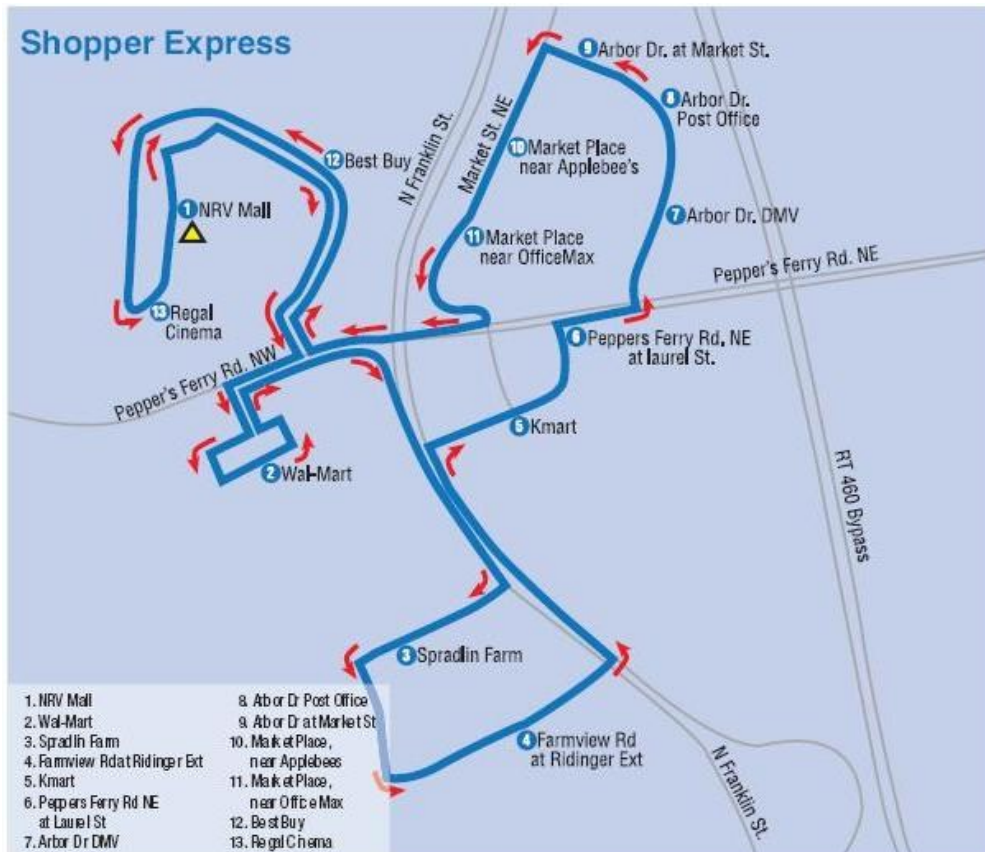 Shopper Express
9 Arbor Dr. at Market St.
8 Arbor Dr.
Post Office
N Franklin St.
Market St. NE
10 Market Place
near Applebee's
12 Best Buy
1 NRV Mall
7 Arbor Dr. DMV
11 Market Place
near OfficeMax
Pepper's Ferry Rd. NE
13 Regal
Cinema
6 Peppers Ferry Rd, NE
at laurel St.
Pepper's Ferry Rd. NW
5 Kmart
2 Wal-Mart
RT 460 Bypass
3 Spradlin Farm
4 Farmview Rd
at Ridinger Ext
N Franklin St.
1. NRV Mall
2. Wal-Mart
3. Spradlin Farm
4. Farmview Rd at Ridinger Ext
5. Kmart
6. Peppers Ferry Rd NE
at Laurel St
7. Arbor Dr DMV
8. Arbor Dr Post Office
9. Arbor Dr at Market St
10. Market Place,
near Applebees
11. Market Place,
near Office Max
12. Best Buy
13. Regal Cinema